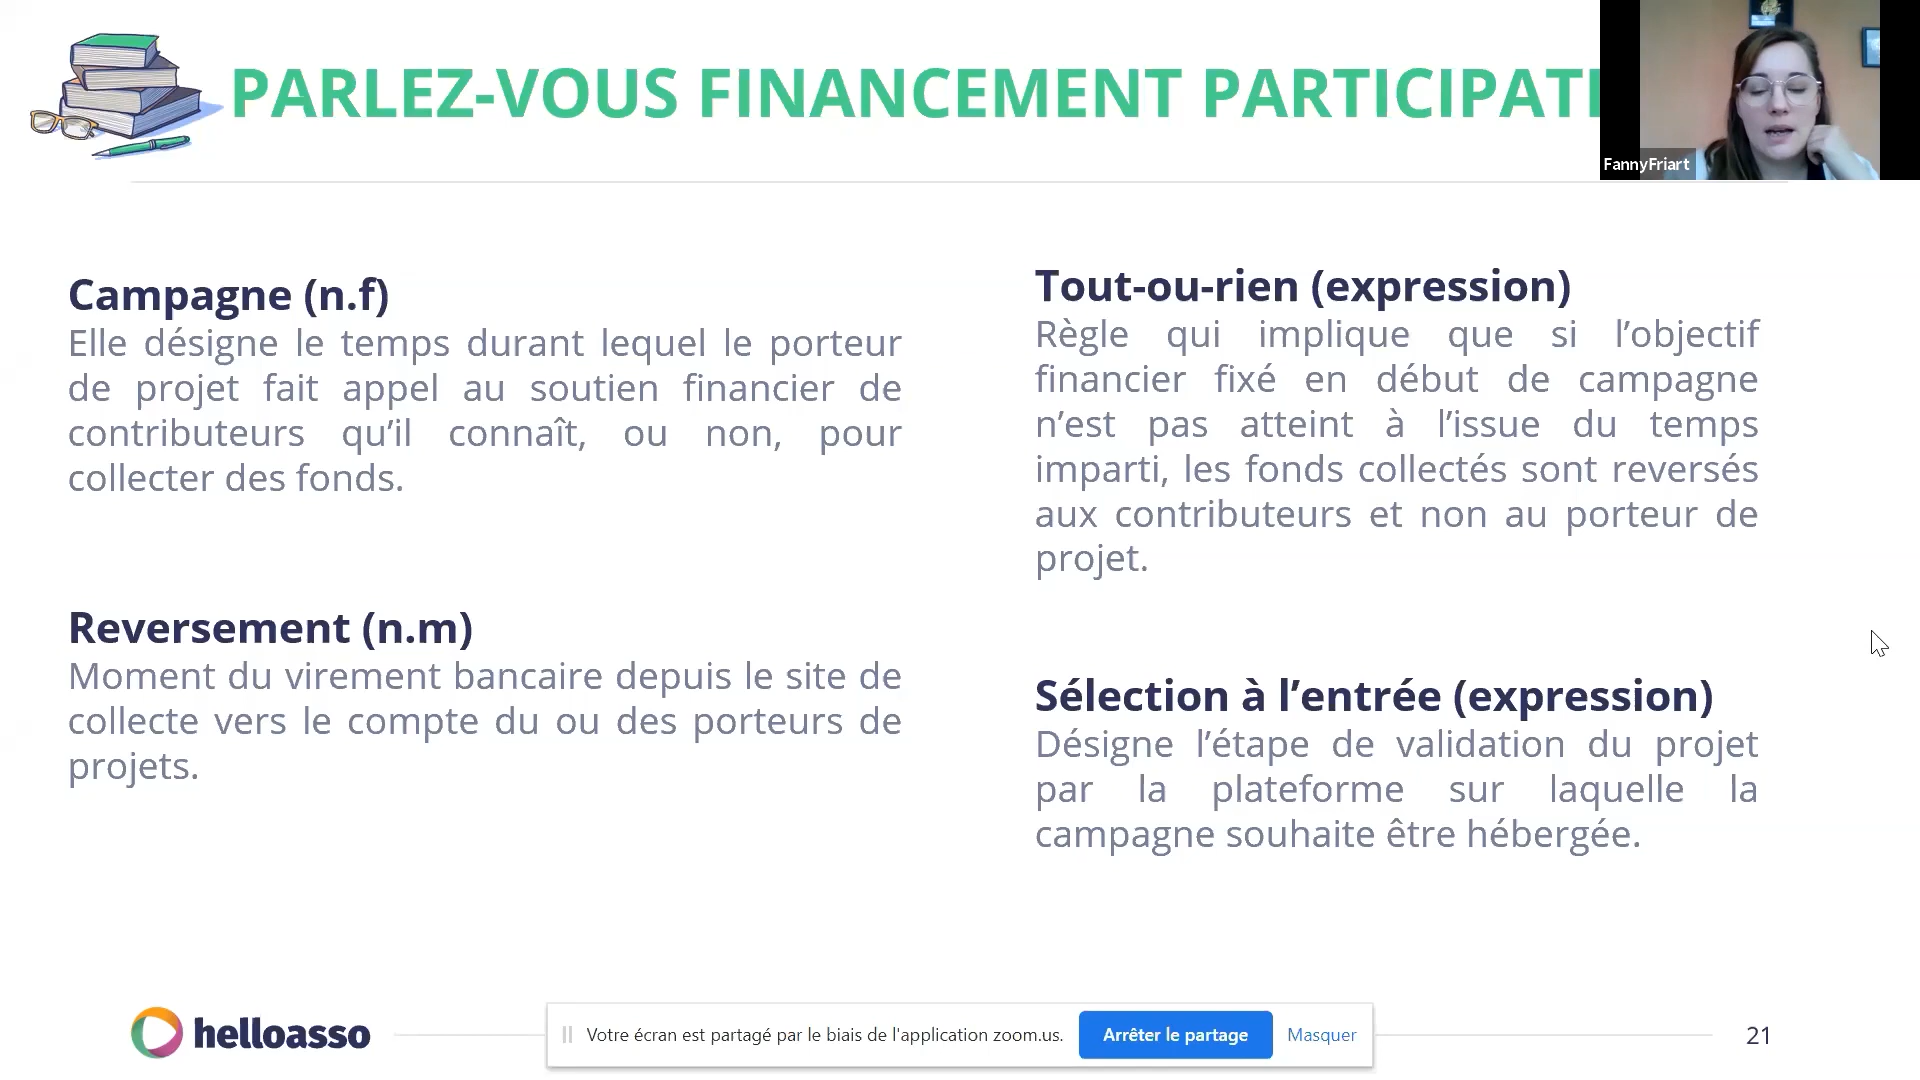 PARLEZ-VOUS FINANCEMENT PARTICIPATI
FannyFriart
Campagne (n.f)
Elle désigne le temps durant lequel le porteur
de projet fait appel au soutien financier de
contributeurs qu’il connaît, ou non, pour
collecter des fonds.
Reversement (n.m)
Moment du virement bancaire depuis le site de
collecte vers le compte du ou des porteurs de
projets.
Tout-ou-rien (expression)
Règle qui implique que si l’objectif
financier fixé en début de campagne
n’est pas atteint à l’issue du temps
imparti, les fonds collectés sont reversés
aux contributeurs et non au porteur de
projet.
Sélection à l’entrée (expression)
Désigne l’étape de validation du projet
par la plateforme sur laquelle la
campagne souhaite être hébergée.
helloasso
Votre écran est partagé par le biais de l'application zoom.us.
Arrêter le partage
Masquer
21